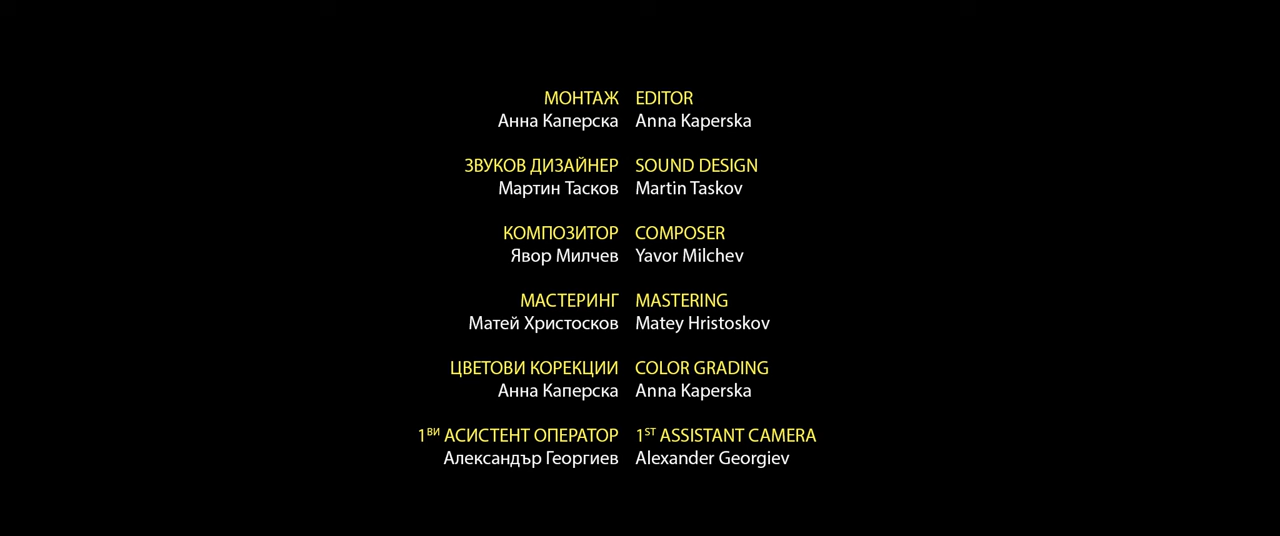 МОНТАЖ EDITOR
Анна Каперска Anna Kaperska
ЗВУКОВ ДИЗАЙНЕР SOUND DESIGN
Мартин Тасков Martin Taskov
КОМПОЗИТОР COMPOSER
Явор Милчев Yavor Milchev
МАСТЕРИНГ MASTERING
Матей Христосков Matey Hristoskov
ЦВЕТОВИ КОРЕКЦИИ COLOR GRADING
Анна Каперска Anna Kaperska
1ВИ АСИСТЕНТ ОПЕРАТОР 1ST ASSISTANT CAMERA
Александър Георгиев Alexander Georgiev